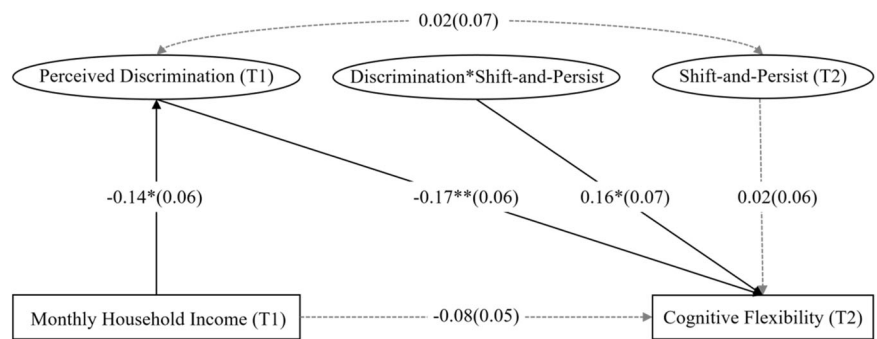 0.02(0.07)
Perceived Discrimination (T1)
Discrimination*Shift-and-Persist
Shift-and-Persist (T2)
-0.14*(0.06)
-0.17**(0.06)
0.16*(0.07)
0.02(0.06)
Monthly Household Income (T1)
-0.08(0.05)
Cognitive Flexibility (T2)